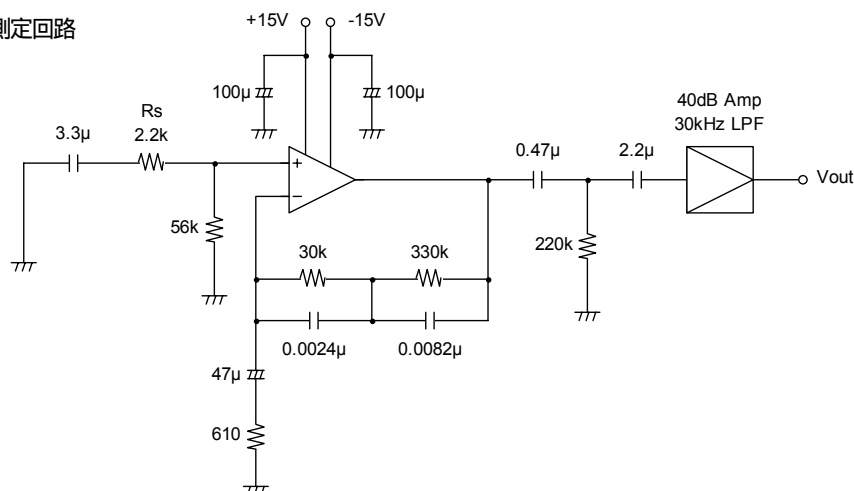 測定回路
+15V
-15V
100µ
100µ
40dB Amp
30kHz LPF
Rs
2.2k
3.3µ
0.47µ
2.2µ
+
−
Vout
56k
30k
330k
220k
0.0024µ
0.0082µ
47µ
610